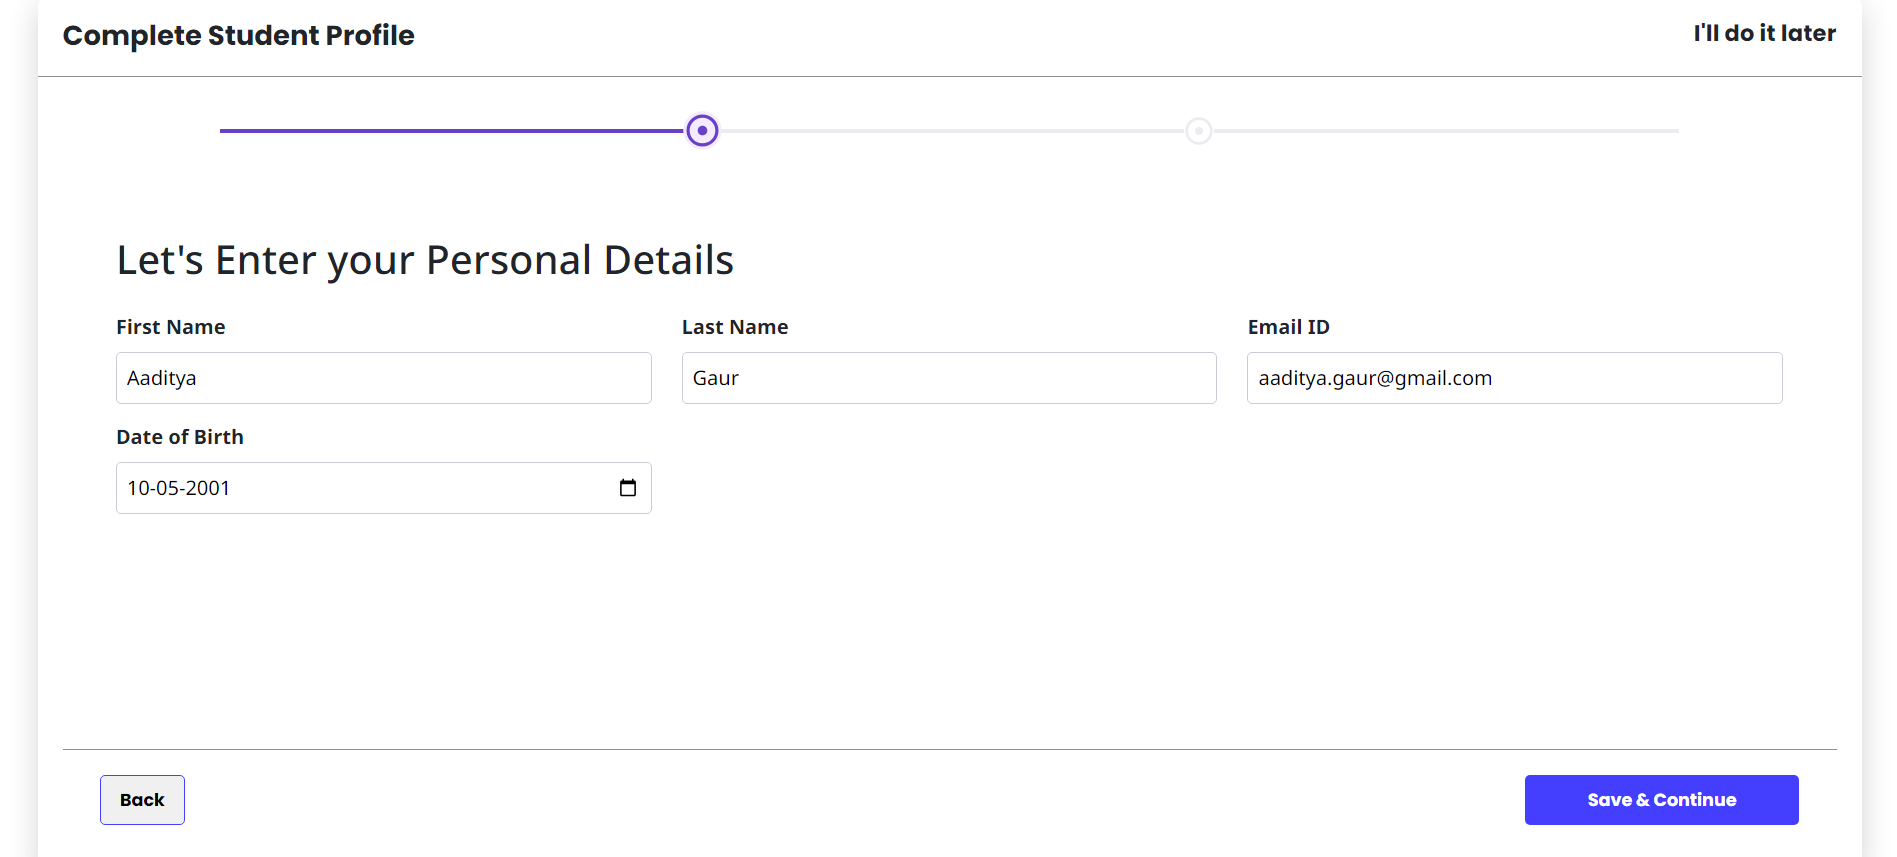 Complete Student Profile
I'll do it later
Let's Enter your Personal Details
First Name
Last Name
Email ID
Aaditya
Gaur
aaditya.gaur@gmail.com
Date of Birth
10-05-2001
Back
Save & Continue